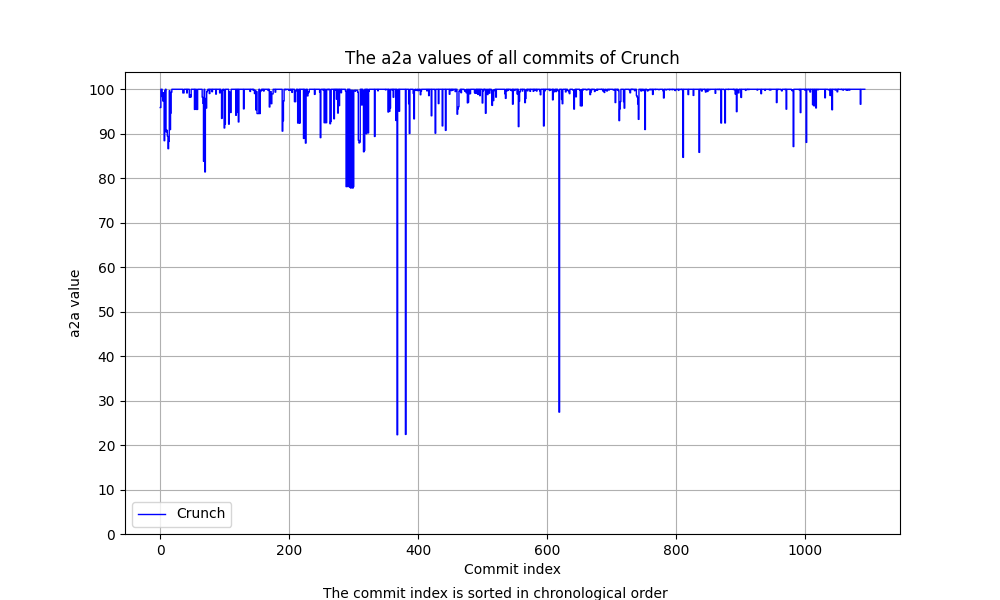 The a2a values of all commits of Crunch
100
90
80
70
60
50
40
30
20
10
0
a2a value
Crunch
0 200 400 600 800 1000
Commit index
The commit index is sorted in chronological order